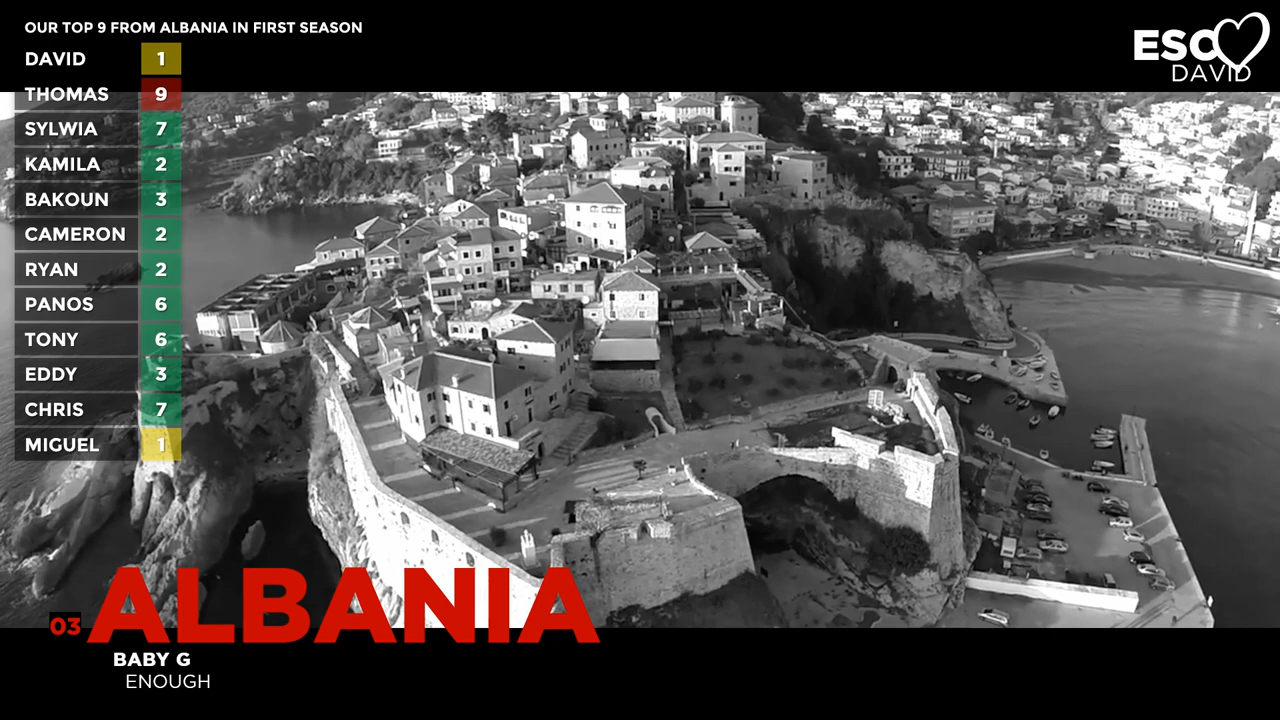 OUR TOP 9 FROM ALBANIA IN FIRST SEASON
ESC
DAVID
DAVID 1
THOMAS 9
SYLWIA 7
KAMILA 2
BAKOUN 3
CAMERON 2
RYAN 2
PANOS 6
TONY 6
EDDY 3
CHRIS 7
MIGUEL 1
03 ALBANIA
BABY G
ENOUGH